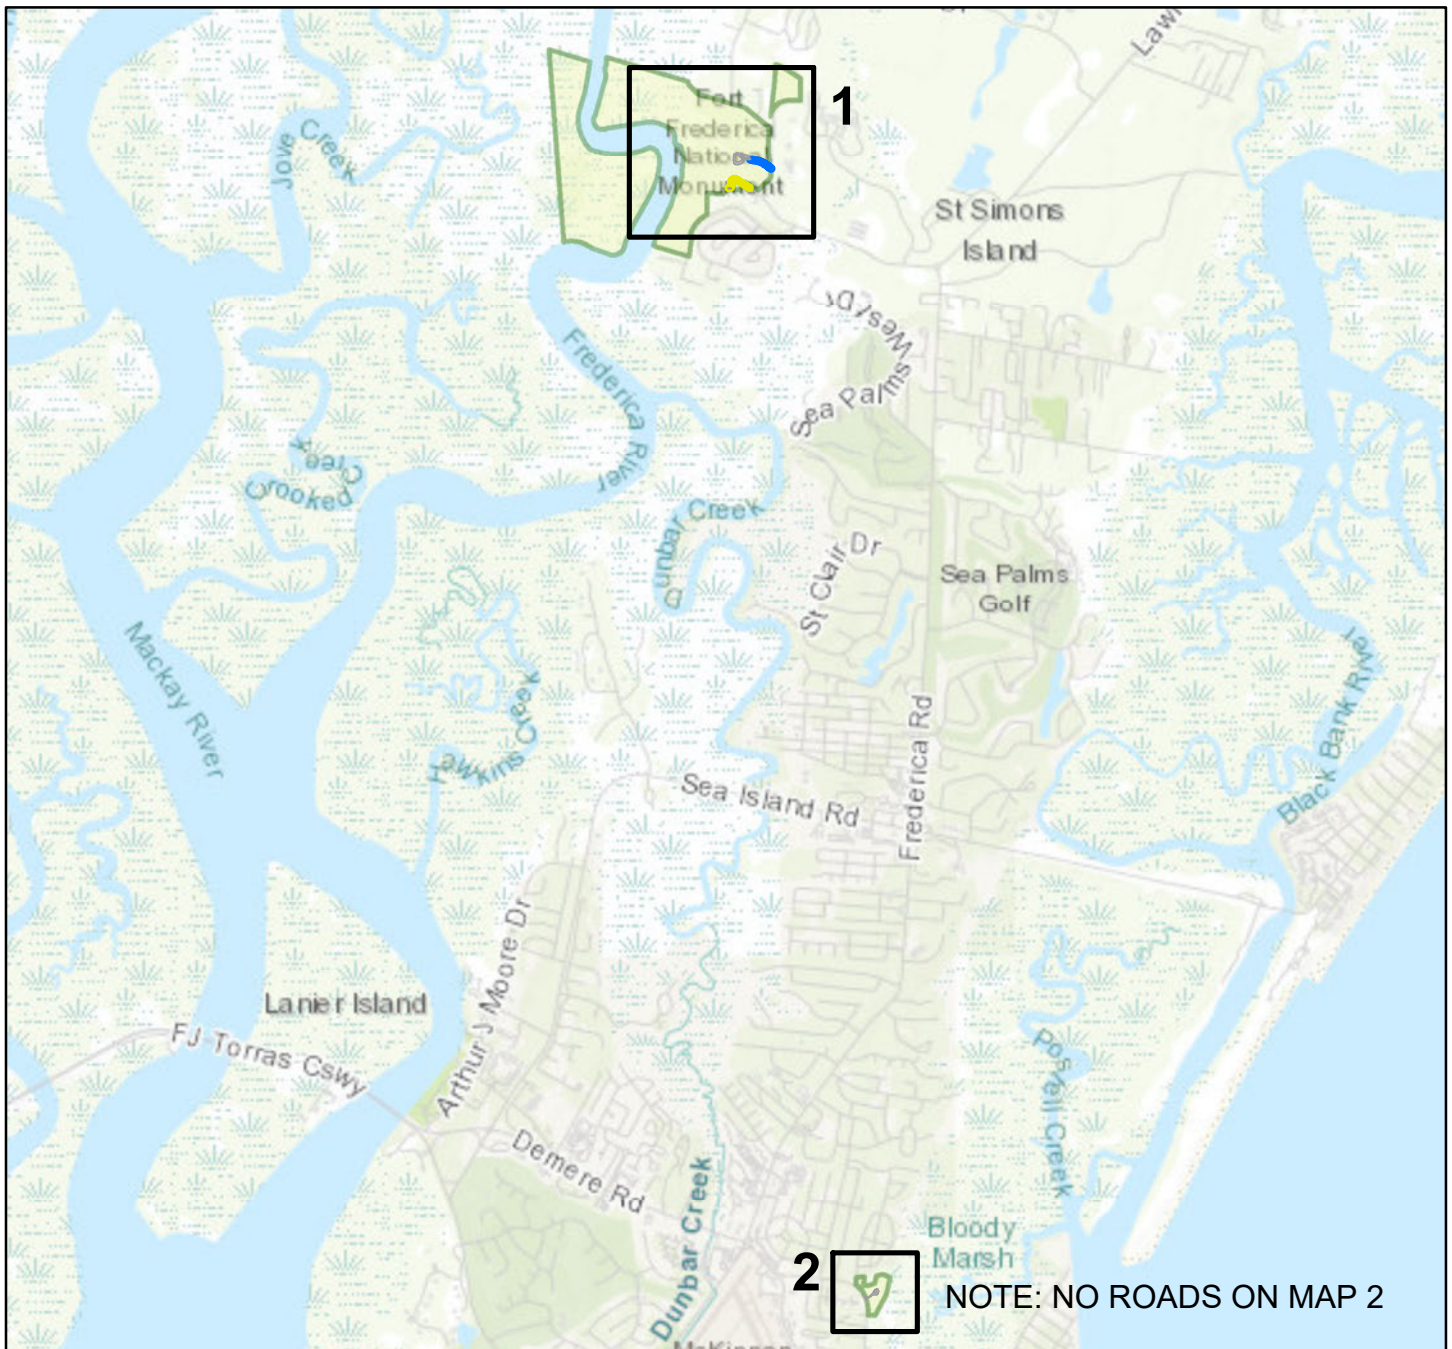 Lawr
1
Fort
Frederica
National
Monument
Jove Creek
St Simons
Island
West Dr
Sea Palms
Frederica River
Crooked Creek
Dunbar Creek
St Clair Dr
Sea Palms
Golf
Mackay River
Hawkins Creek
Black Bank River
Frederica Rd
Sea Island Rd
Arthur J Moore Dr
Lanier Island
FJ Torras Cswy
Postell Creek
Demere Rd
Dunbar Creek
Bloody
Marsh
2
NOTE: NO ROADS ON MAP 2